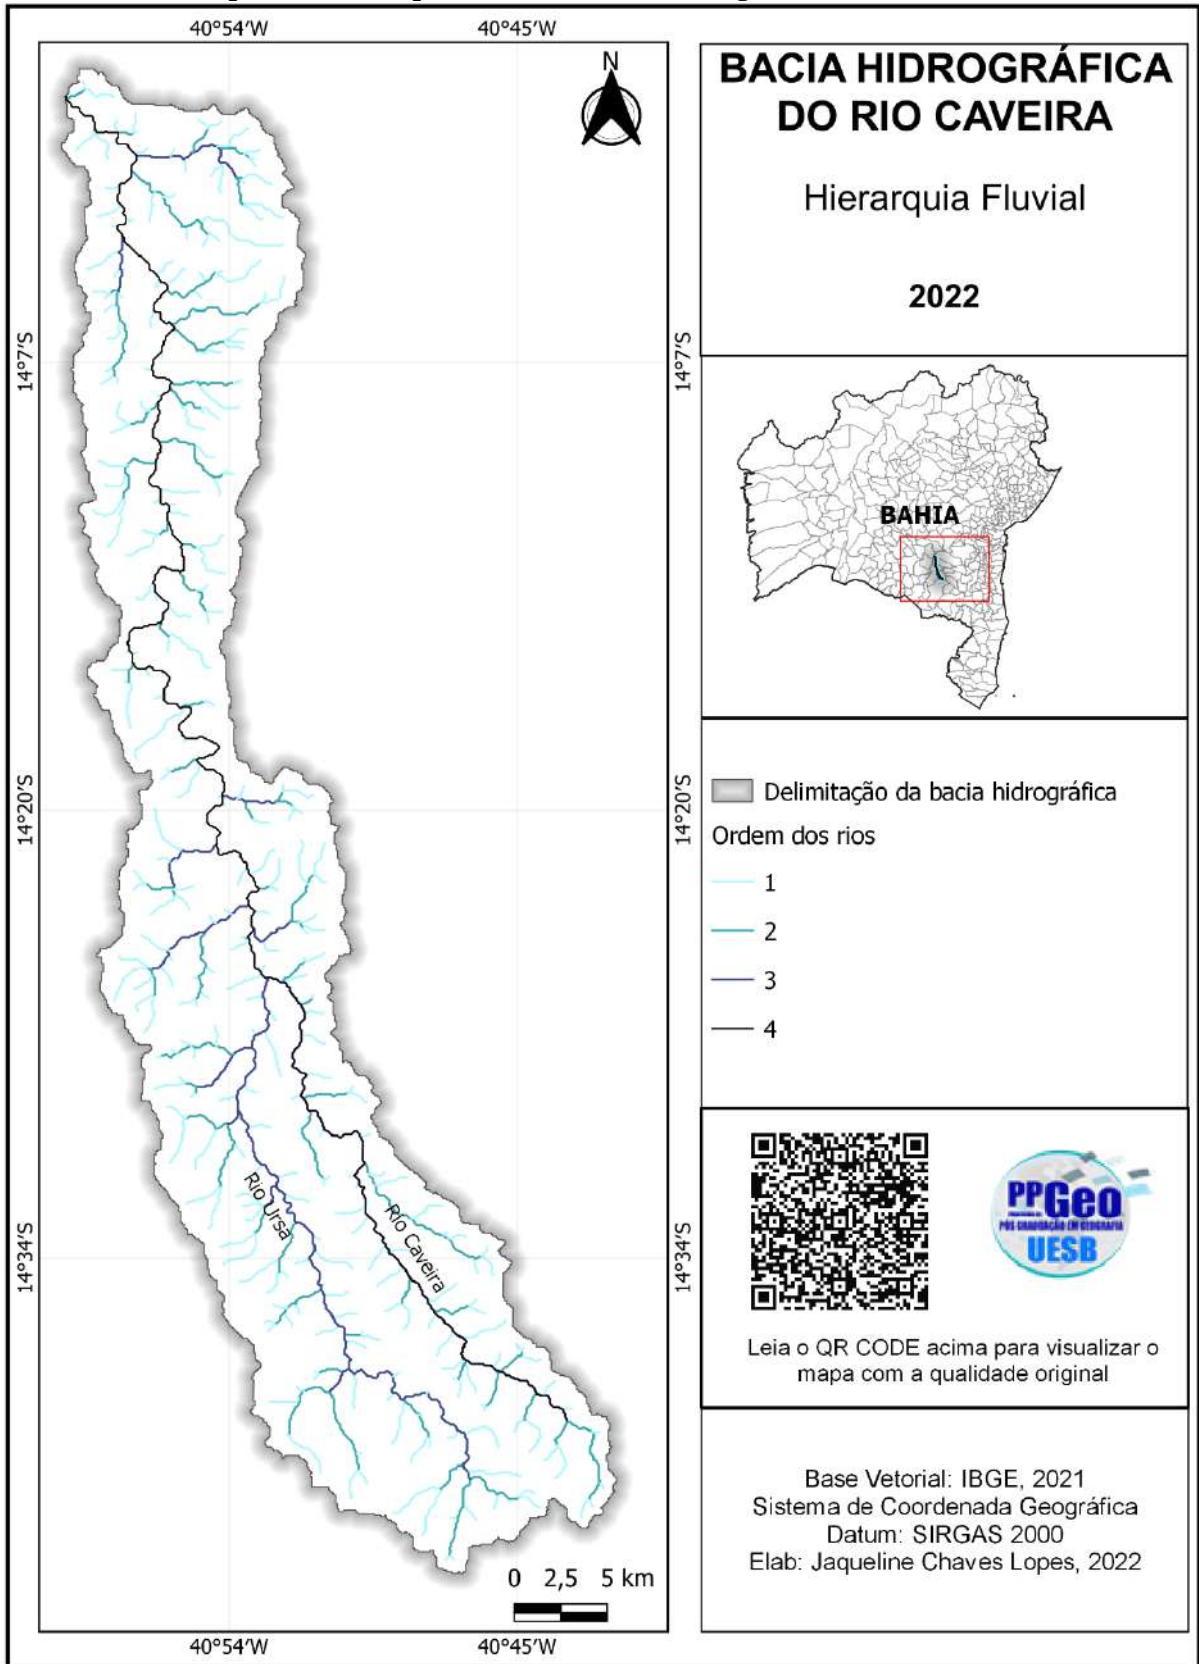 40°54'W 40°45'W
N
14°7'S 14°7'S
14°20'S 14°20'S
14°34'S 14°34'S
Rio Ursa
Rio Caveira
0 2,5 5 km
40°54'W 40°45'W
BACIA HIDROGRÁFICA
DO RIO CAVEIRA
Hierarquia Fluvial
2022
BAHIA
Delimitação da bacia hidrográfica
Ordem dos rios
1
2
3
4
PPGeo
PÓS GRADUAÇÃO EM GEOGRAFIA
UESB
Leia o QR CODE acima para visualizar o
mapa com a qualidade original
Base Vetorial: IBGE, 2021
Sistema de Coordenada Geográfica
Datum: SIRGAS 2000
Elab: Jaqueline Chaves Lopes, 2022